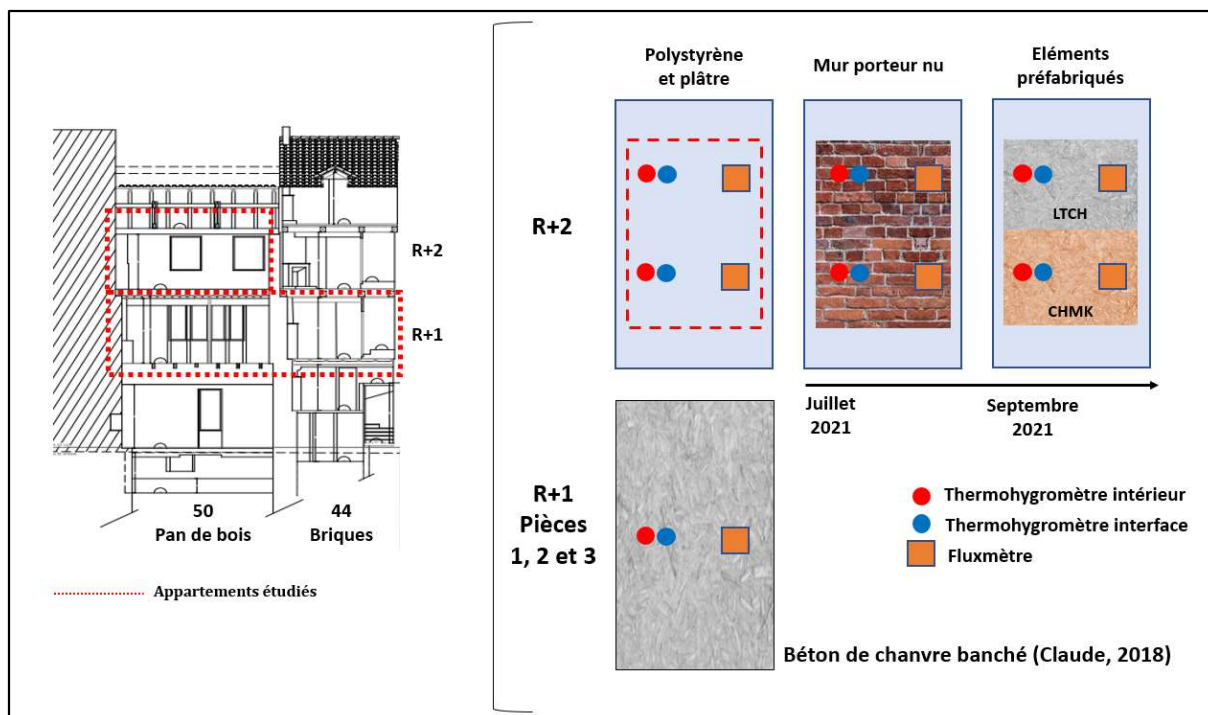 R+2
R+1
50
Pan de bois
44
Briques
Appartements étudiés
Polystyrène
et plâtre
Mur porteur nu
Eléments
préfabriqués
R+2
LTCH
CHMK
Juillet
2021
Septembre
2021
R+1
Pièces
1, 2 et 3
Thermohygromètre intérieur
Thermohygromètre interface
Fluxmètre
Béton de chanvre banché (Claude, 2018)